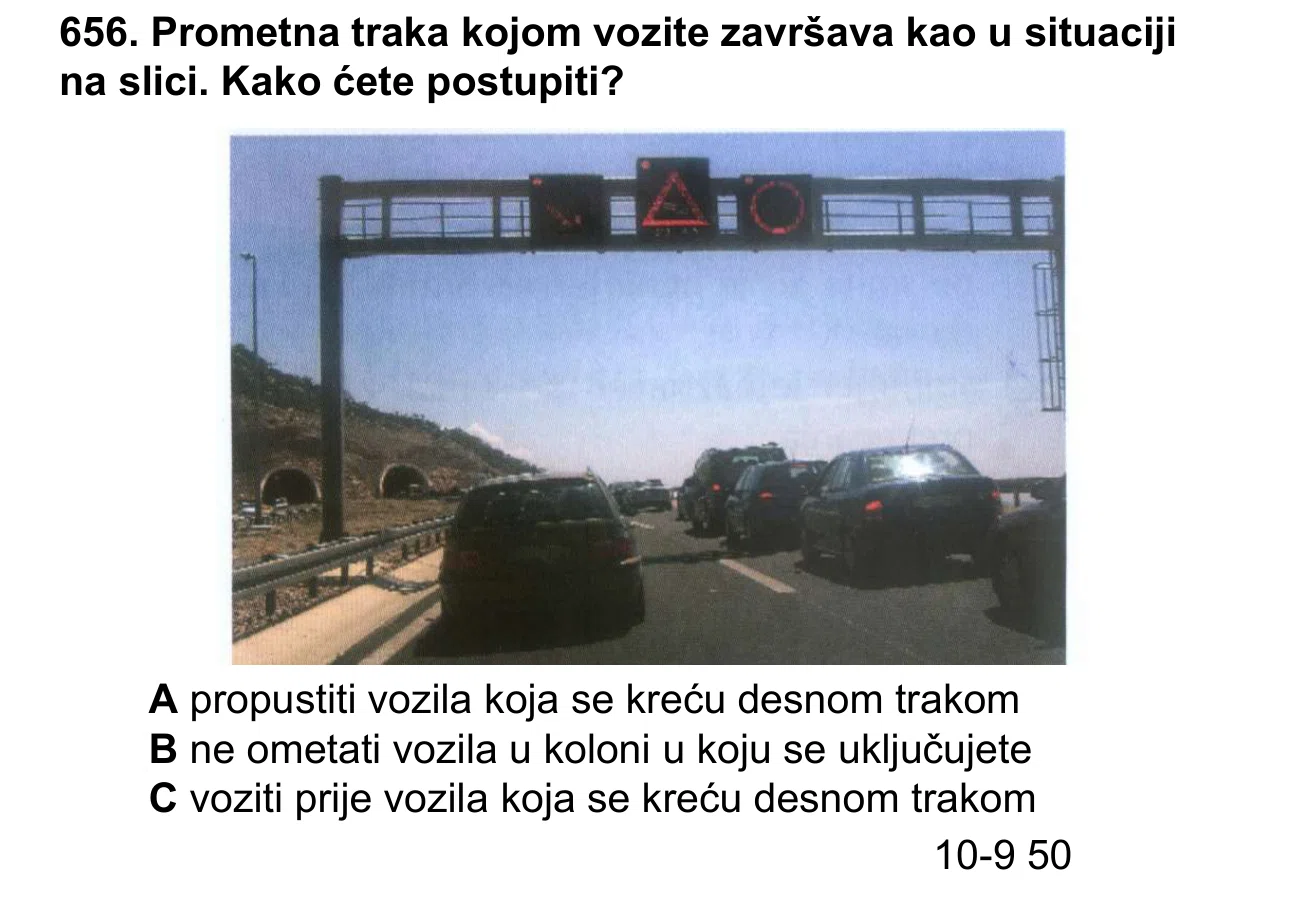 656. Prometna traka kojom vozite završava kao u situaciji
na slici. Kako ćete postupiti?
A propustiti vozila koja se kreću desnom trakom
B ne ometati vozila u koloni u koju se uključujete
C voziti prije vozila koja se kreću desnom trakom
10-9 50